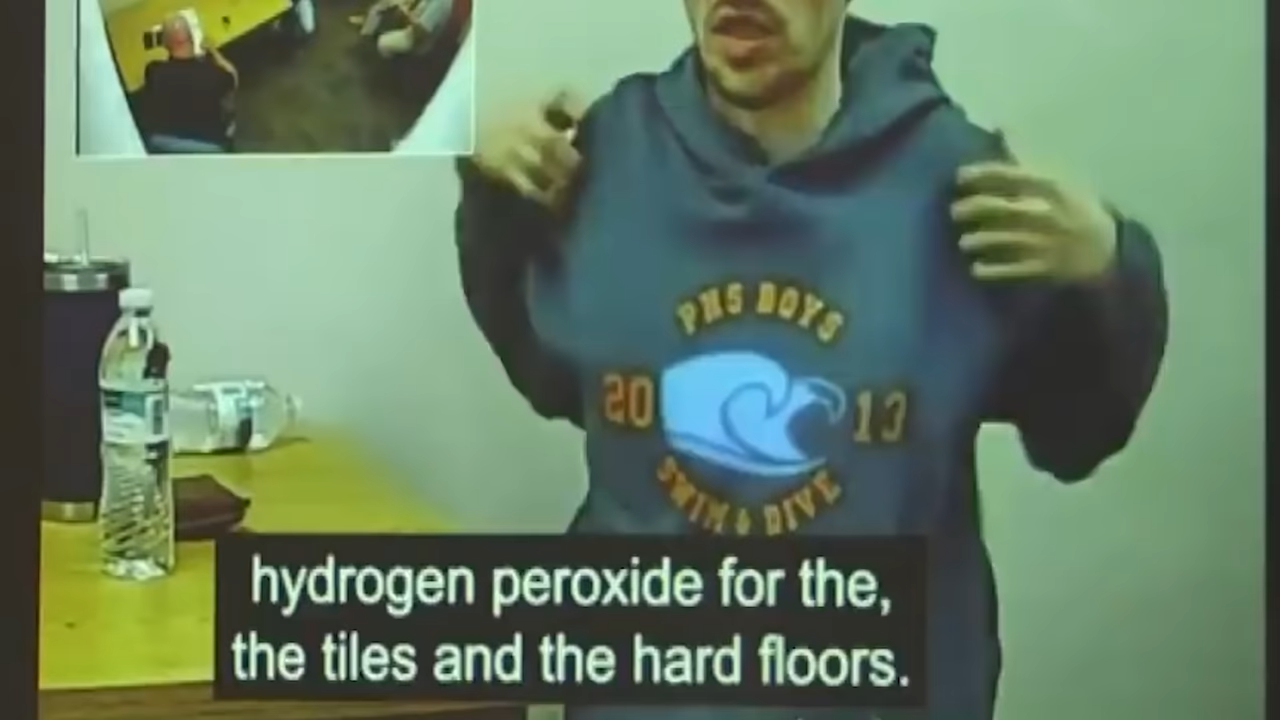 PHS BOYS
20 13
SWIM & DIVE
hydrogen peroxide for the,
the tiles and the hard floors.